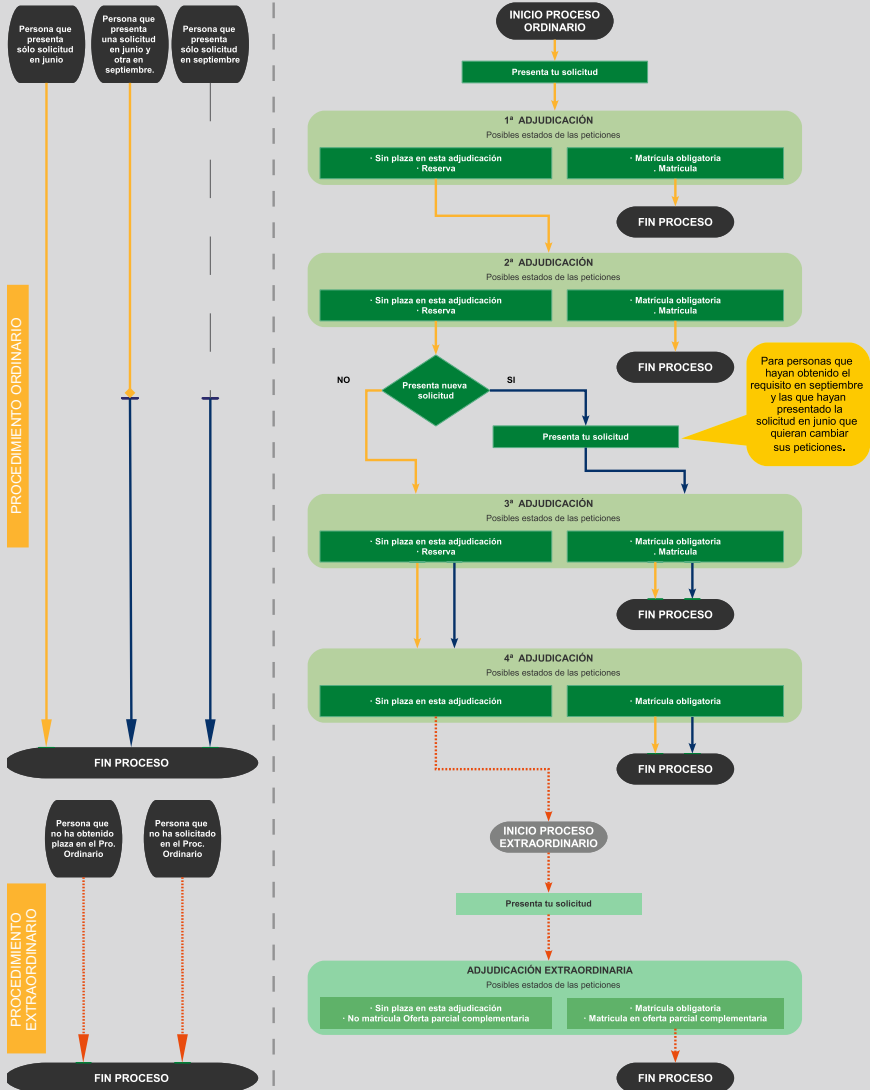 Persona que
presenta
sólo solicitud
en junio
Persona que
presenta
una solicitud
en junio y
otra en
septiembre.
Persona que
presenta
sólo solicitud
en septiembre
PROCEDIMIENTO ORDINARIO
FIN PROCESO
Persona que
no ha obtenido
plaza en el Pro.
Ordinario
Persona que
no ha solicitado
en el Proc.
Ordinario
PROCEDIMIENTO
EXTRAORDINARIO
FIN PROCESO
INICIO PROCESO
ORDINARIO
Presenta tu solicitud
1ª ADJUDICACIÓN
Posibles estados de las peticiones
· Sin plaza en esta adjudicación
· Reserva
· Matrícula obligatoria
. Matrícula
FIN PROCESO
2ª ADJUDICACIÓN
Posibles estados de las peticiones
· Sin plaza en esta adjudicación
· Reserva
· Matrícula obligatoria
. Matrícula
FIN PROCESO
Presenta nueva
solicitud
NO
SI
Presenta tu solicitud
Para personas que
hayan obtenido el
requisito en septiembre
y las que hayan
presentado la
solicitud en junio que
quieran cambiar
sus peticiones.
3ª ADJUDICACIÓN
Posibles estados de las peticiones
· Sin plaza en esta adjudicación
· Reserva
· Matrícula obligatoria
. Matrícula
FIN PROCESO
4ª ADJUDICACIÓN
Posibles estados de las peticiones
· Sin plaza en esta adjudicación
· Matrícula obligatoria
FIN PROCESO
INICIO PROCESO
EXTRAORDINARIO
Presenta tu solicitud
ADJUDICACIÓN EXTRAORDINARIA
Posibles estados de las peticiones
· Sin plaza en esta adjudicación
· No matrícula Oferta parcial complementaria
· Matrícula obligatoria
· Matrícula en oferta parcial complementaria
FIN PROCESO